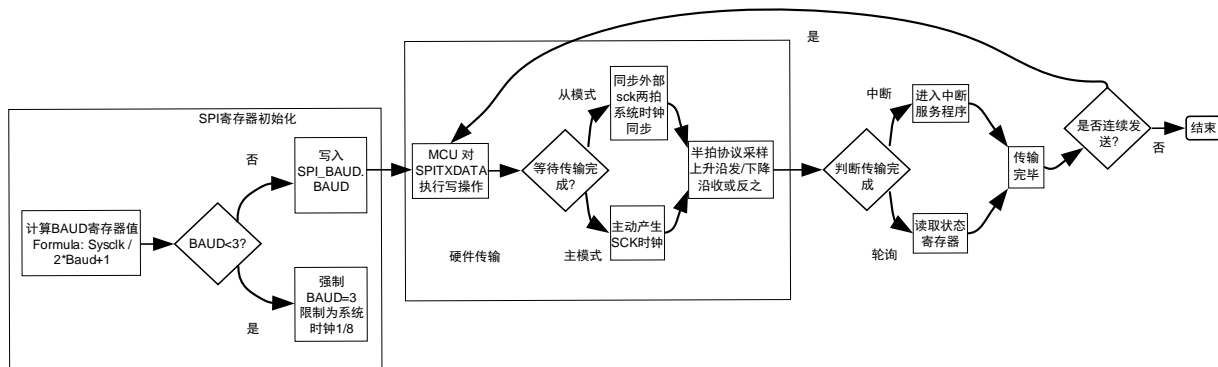 SPI寄存器初始化
计算BAUD寄存器值
Formula: Sysclk /
2*Baud+1
BAUD<3?
否
写入
SPI_BAUD.
BAUD
是
强制
BAUD=3
限制为系统
时钟1/8
MCU 对
SPITXDATA
执行写操作
硬件传输
等待传输完
成?
从模式
同步外部
sck两拍
系统时钟
同步
主模式
主动产生
SCK时钟
半拍协议采样
上升沿发/下降
沿收或反之
判断传输完
成
中断
进入中断
服务程序
轮询
读取状态
寄存器
传输
完毕
是否连续发
送?
是
否
结束